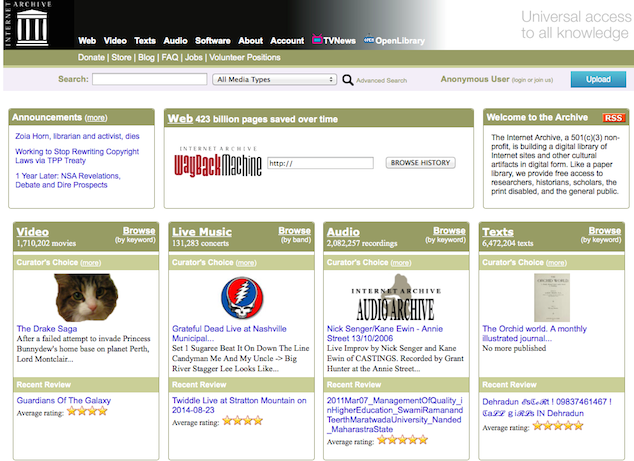 INTERNET ARCHIVE
Universal access
to all knowledge
Web Video Texts Audio Software About Account TVNews OPEN OpenLibrary
Donate | Store | Blog | FAQ | Jobs | Volunteer Positions
Search: All Media Types Advanced Search Anonymous User (login or join us) Upload
Announcements (more)
Zoia Horn, librarian and activist, dies
Working to Stop Rewriting Copyright
Laws via TPP Treaty
1 Year Later: NSA Revelations,
Debate and Dire Prospects
Web 423 billion pages saved over time
INTERNET ARCHIVE
WayBackMachine
http://
BROWSE HISTORY
Welcome to the Archive RSS
The Internet Archive, a 501(c)(3) non-
profit, is building a digital library of
Internet sites and other cultural
artifacts in digital form. Like a paper
library, we provide free access to
researchers, historians, scholars, the
print disabled, and the general public.
Video Browse
1,710,202 movies (by keyword)
Curator's Choice (more)
The Drake Saga
After a failed attempt to invade Princess
Bunnydew's home base on planet Perth,
Lord Montclair...
Recent Review
Guardians Of The Galaxy
Average rating:
Live Music Browse
131,283 concerts (by band)
Curator's Choice (more)
Grateful Dead Live at Nashville
Municipal...
Set 1 Sugaree Beat It On Down The Line
Candyman Me And My Uncle -> Big
River Stagger Lee Looks Like...
Recent Review
Twiddle Live at Stratton Mountain on
2014-08-23
Average rating:
Audio Browse
2,082,257 recordings (by keyword)
Curator's Choice (more)
INTERNET ARCHIVE
AUDIO ARCHIVE
Nick Senger/Kane Ewin - Annie
Street 13/10/2006
Live Improv by Nick Senger and Kane
Ewin of CASTINGS. Recorded by Grant
Hunter at the Annie Street...
Recent Review
2011Mar07_ManagementOfQuality_i
nHigherEducation_SwamiRamanand
TeerthMaratwadaUniversity_Nanded
_MaharastraState
Average rating:
Texts Browse
6,472,204 texts (by keyword)
Curator's Choice (more)
THE
ORCHID WORLD
The Orchid world. A monthly
illustrated journal...
No more published
Recent Review
Dehradun ℰsℂℴRt ! 09837461467 !
CaℒℒgiℛℒsIN Dehradun
Average rating: